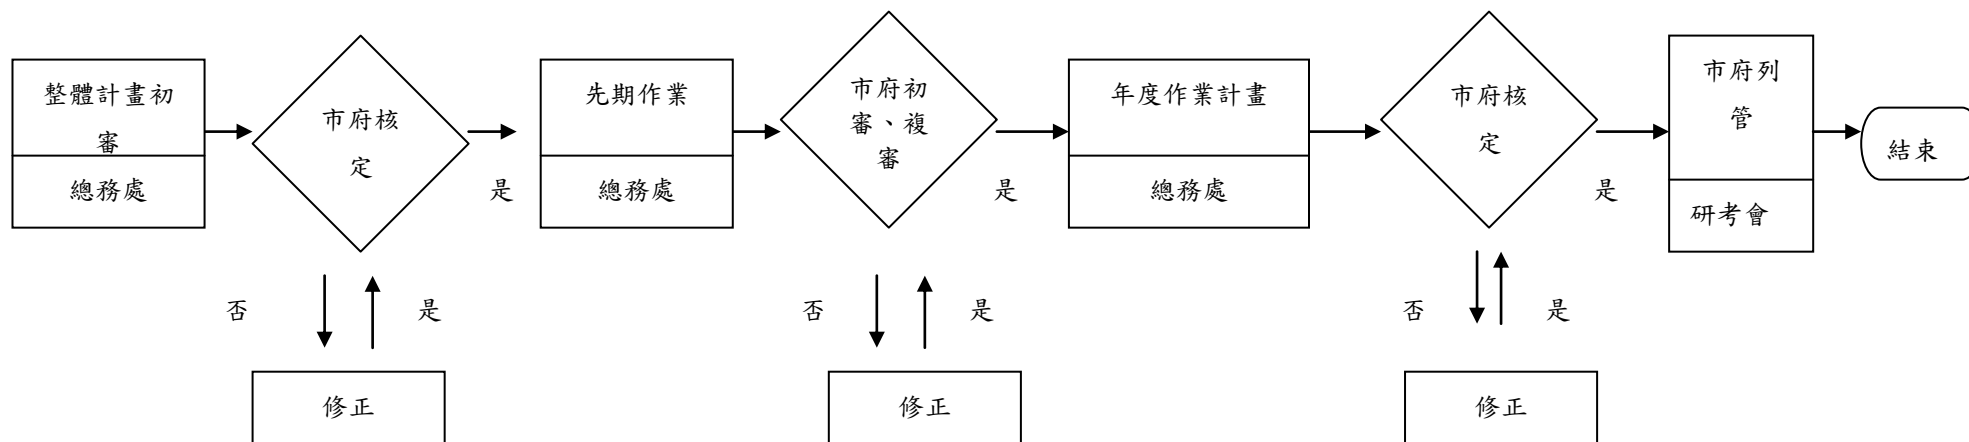 整體計畫初
審
總務處
市府核
定
是
否
是
修正
先期作業
總務處
市府初
審、複
審
是
否
是
修正
年度作業計畫
總務處
市府核
定
是
否
是
修正
市府列
管
研考會
結束